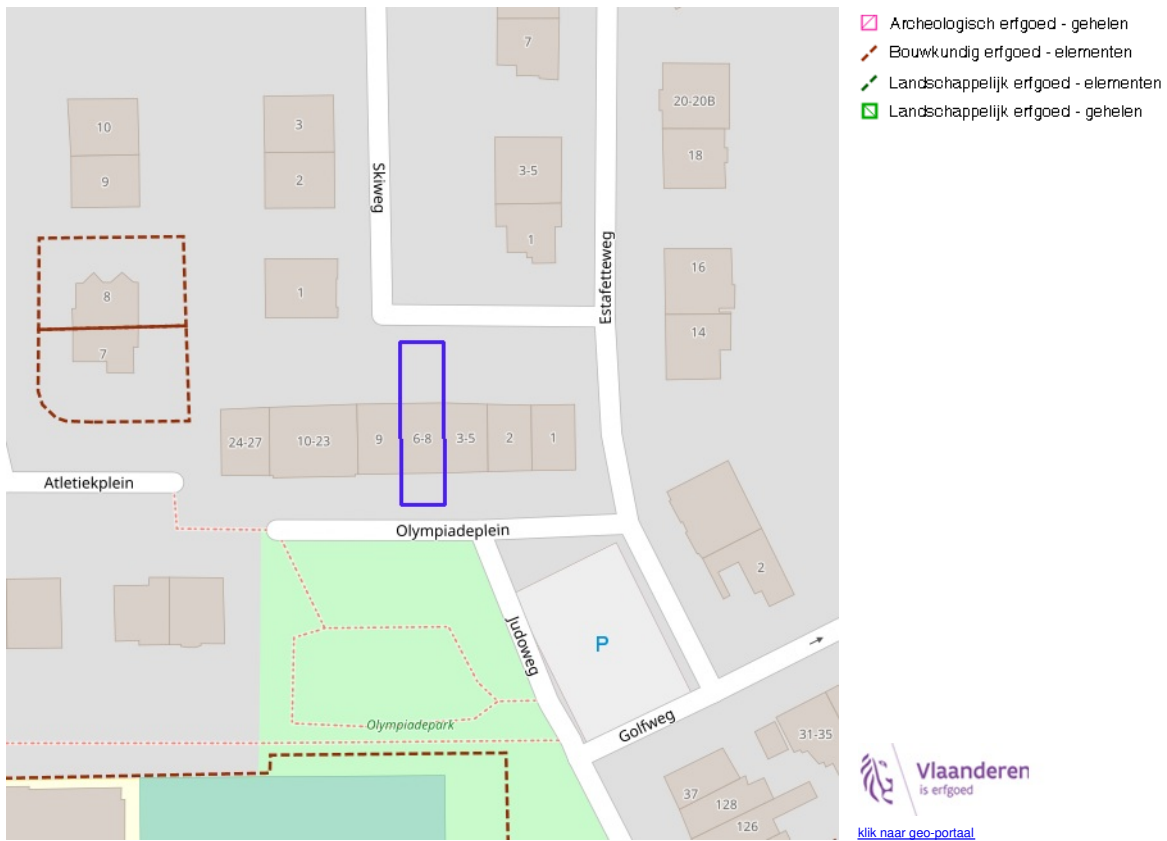 Archeologisch erfgoed - gehelen
Bouwkundig erfgoed - elementen
Landschappelijk erfgoed - elementen
Landschappelijk erfgoed - gehelen
7
20-20B
10
3
18
Skiweg
3-5
9
2
1
Estafetteweg
16
8
1
14
7
24-27
10-23
9
6-8
3-5
2
1
Atletiekplein
Olympiadeplein
2
Judoweg
P
Golfweg
Olympiadepark
31-35
37
128
126
Vlaanderen
is erfgoed
klik naar geo-portaal